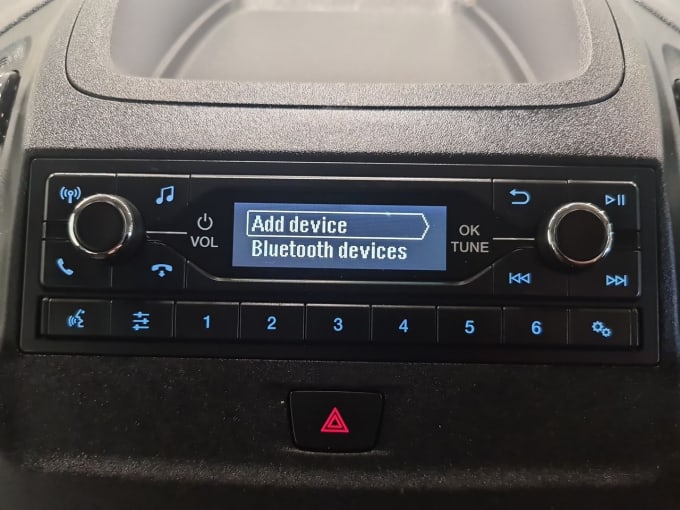 VOL
Add device
Bluetooth devices
OK
TUNE
1 2 3 4 5 6